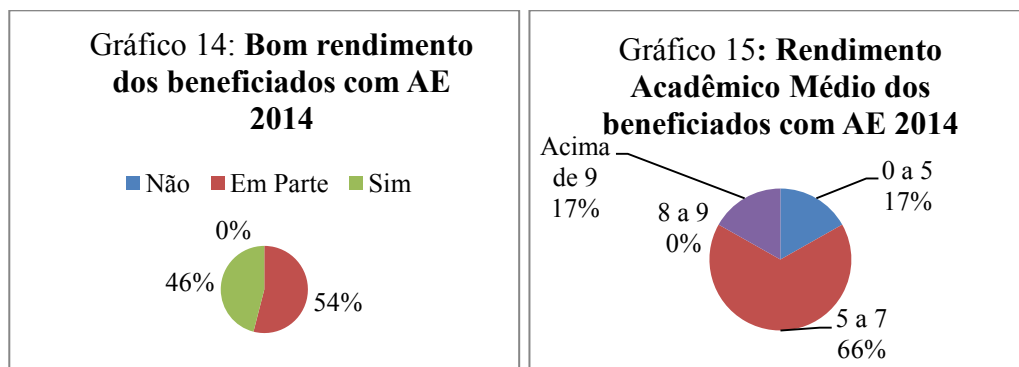 Gráfico 14: Bom rendimento
dos beneficiados com AE
2014
Não Em Parte Sim
0%
46%
54%
Gráfico 15: Rendimento
Acadêmico Médio dos
beneficiados com AE 2014
Acima
de 9
17%
0 a 5
17%
8 a 9
0%
5 a 7
66%